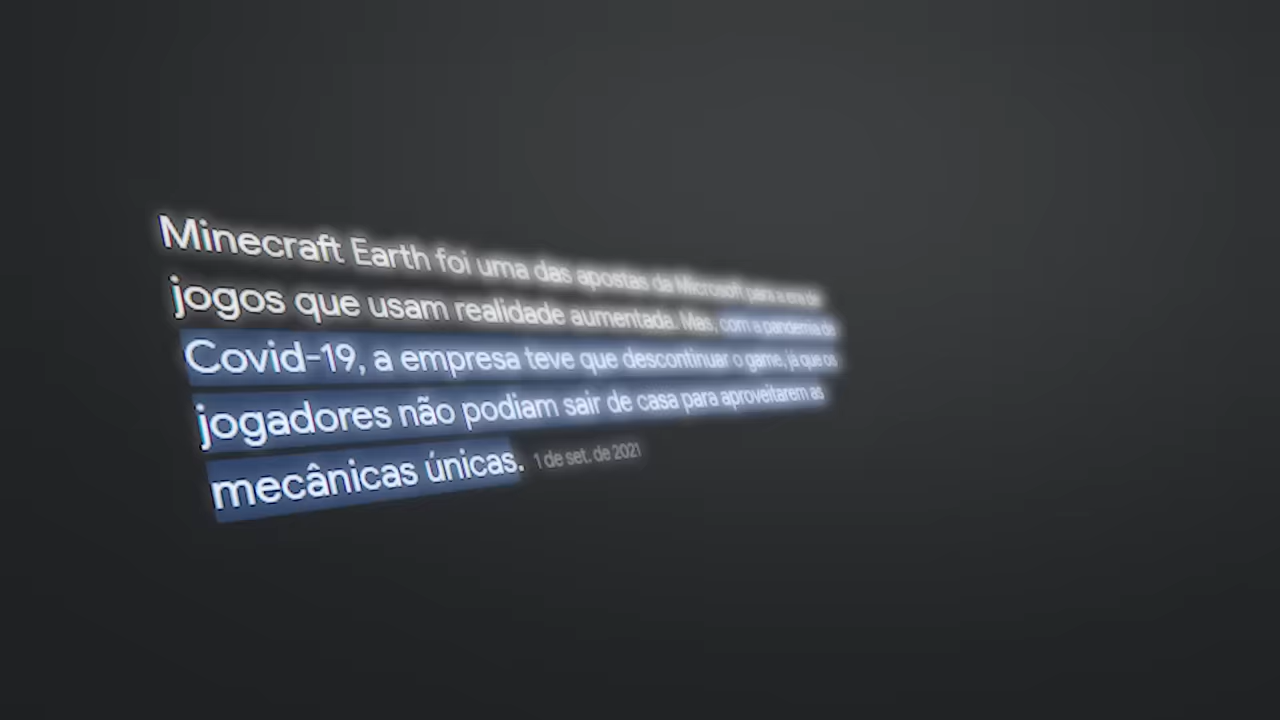 Minecraft Earth foi uma das apostas da Microsoft para a era de
jogos que usam realidade aumentada. Mas, com a pandemia de
Covid-19, a empresa teve que descontinuar o game, já que os
jogadores não podiam sair de casa para aproveitarem as
mecânicas únicas. 1 de set. de 2021